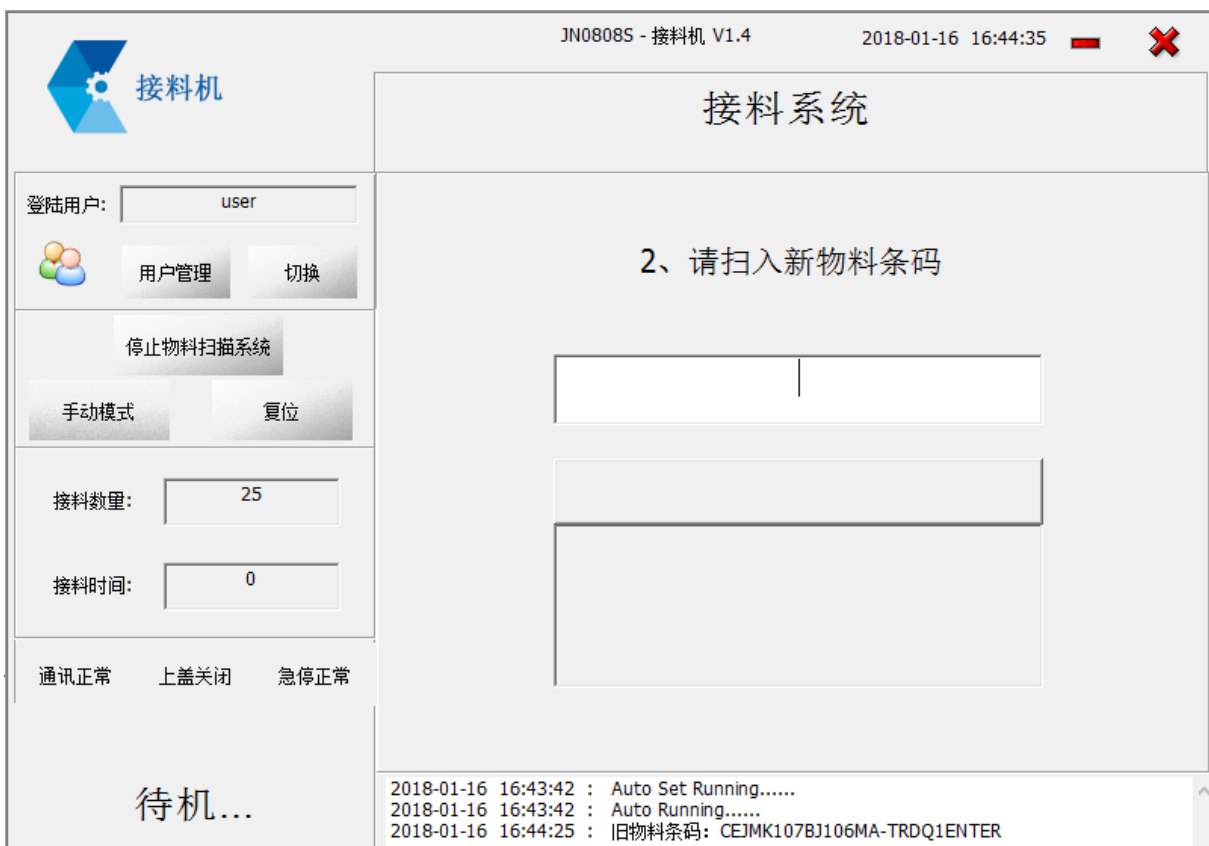 JN0808S - 接料机 V1.4 2018-01-16 16:44:35
接料机
接料系统
登陆用户: user
用户管理 切换
停止物料扫描系统
手动模式 复位
接料数量: 25
接料时间: 0
通讯正常 上盖关闭 急停正常
待机...
2、请扫入新物料条码
2018-01-16 16:43:42 : Auto Set Running......
2018-01-16 16:43:42 : Auto Running......
2018-01-16 16:44:25 : 旧物料条码：CEJMK107BJ106MA-TRDQ1ENTER